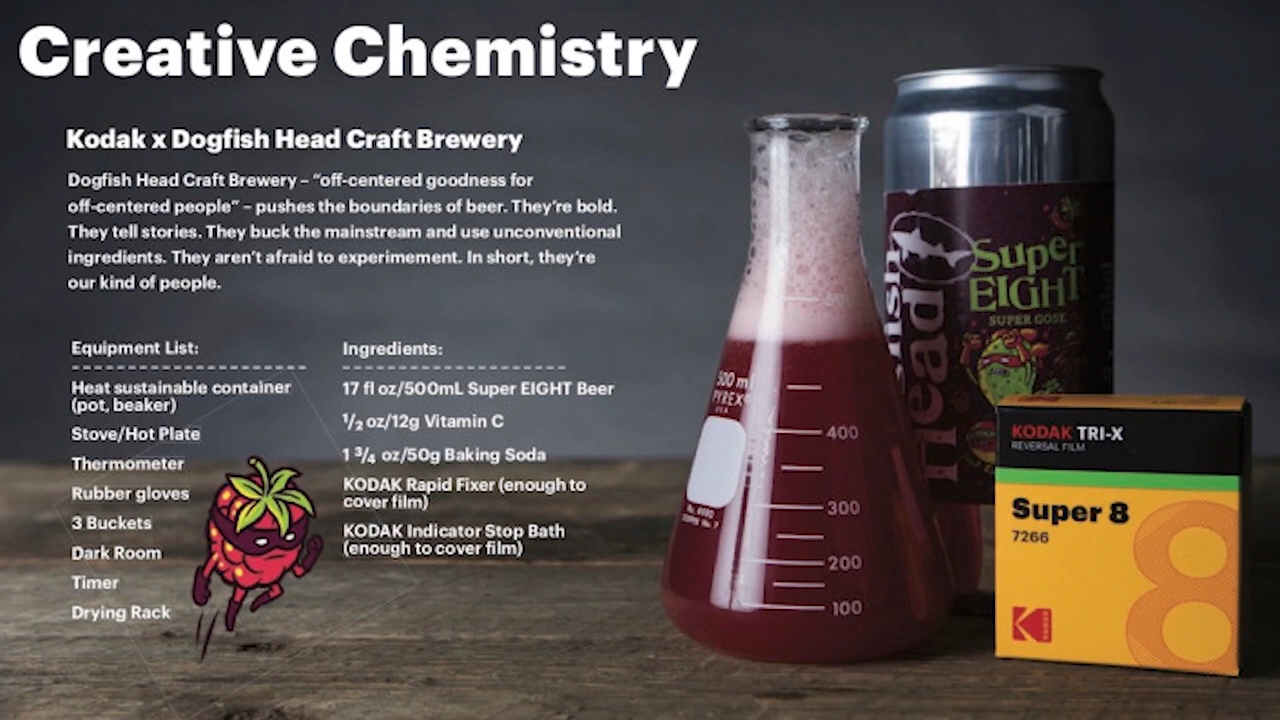 Creative Chemistry
Kodak x Dogfish Head Craft Brewery
Dogfish Head Craft Brewery – “off-centered goodness for
off-centered people” – pushes the boundaries of beer. They’re bold.
They tell stories. They buck the mainstream and use unconventional
ingredients. They aren’t afraid to experimement. In short, they’re
our kind of people.
Equipment List:
Heat sustainable container
(pot, beaker)
Stove/Hot Plate
Thermometer
Rubber gloves
3 Buckets
Dark Room
Timer
Drying Rack
Ingredients:
17 fl oz/500mL Super EIGHT Beer
1/2 oz/12g Vitamin C
1 3/4 oz/50g Baking Soda
KODAK Rapid Fixer (enough to
cover film)
KODAK Indicator Stop Bath
(enough to cover film)
500 ml
PYREX®
400
300
200
100
Head
Super
EIGHT
SUPER GOSE
KODAK TRI-X
REVERSAL FILM
Super 8
7266
8
KODAK